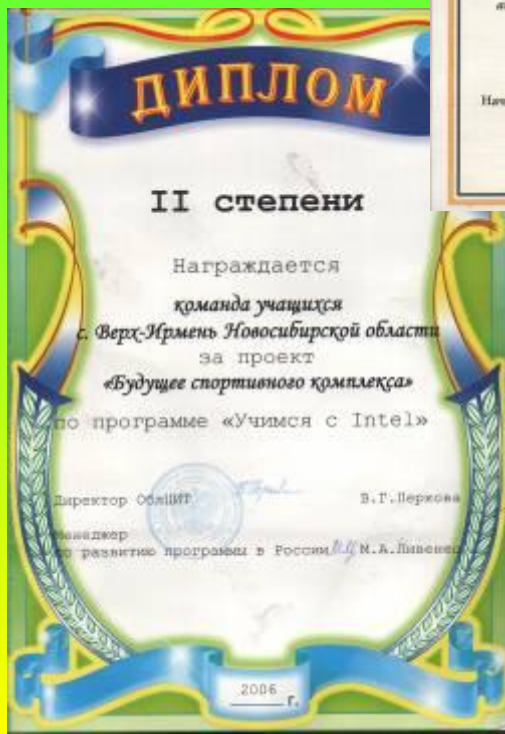 ДИПЛОМ
II степени
Награждается
команда учащихся
с. Верх-Ирмень Новосибирской области
за проект
«Будущее спортивного комплекса»
по программе «Учимся с Intel»
Директор ОблЦИТ В.Г.Перкова
Менеджер
по развитию программы в России М.А.
2006 г.